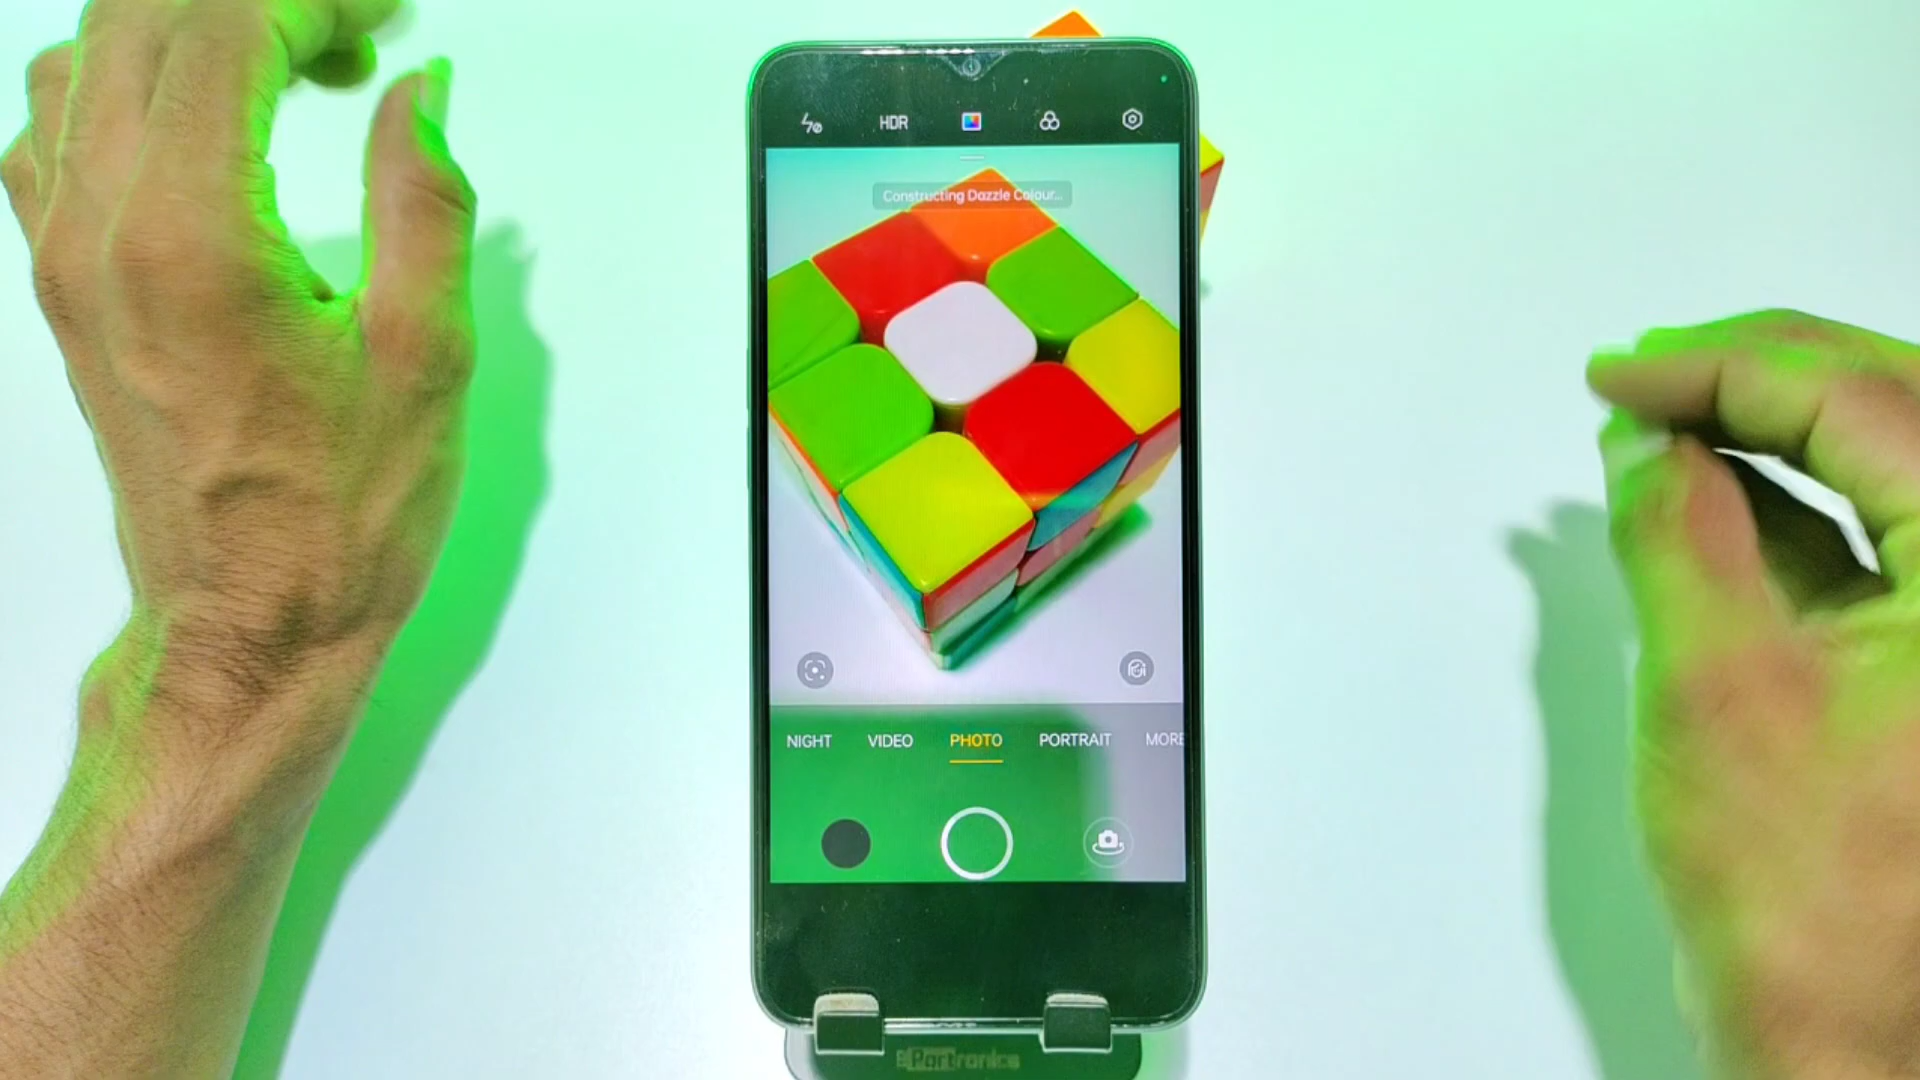 HDR
Constructing Dazzle Colour...
NIGHT VIDEO PHOTO PORTRAIT MORE
Portronics